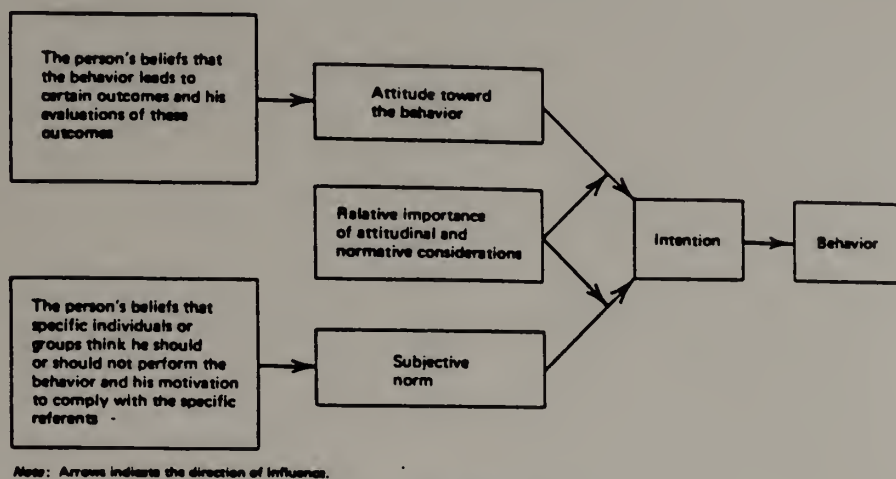 The person's beliefs that
the behavior leads to
certain outcomes and his
evaluations of these
outcomes
Attitude toward
the behavior
Relative importance
of attitudinal and
normative considerations
Intention
Behavior
The person's beliefs that
specific individuals or
groups think he should
or should not perform the
behavior and his motivation
to comply with the specific
referents
Subjective
norm
Note: Arrows indicate the direction of influence.